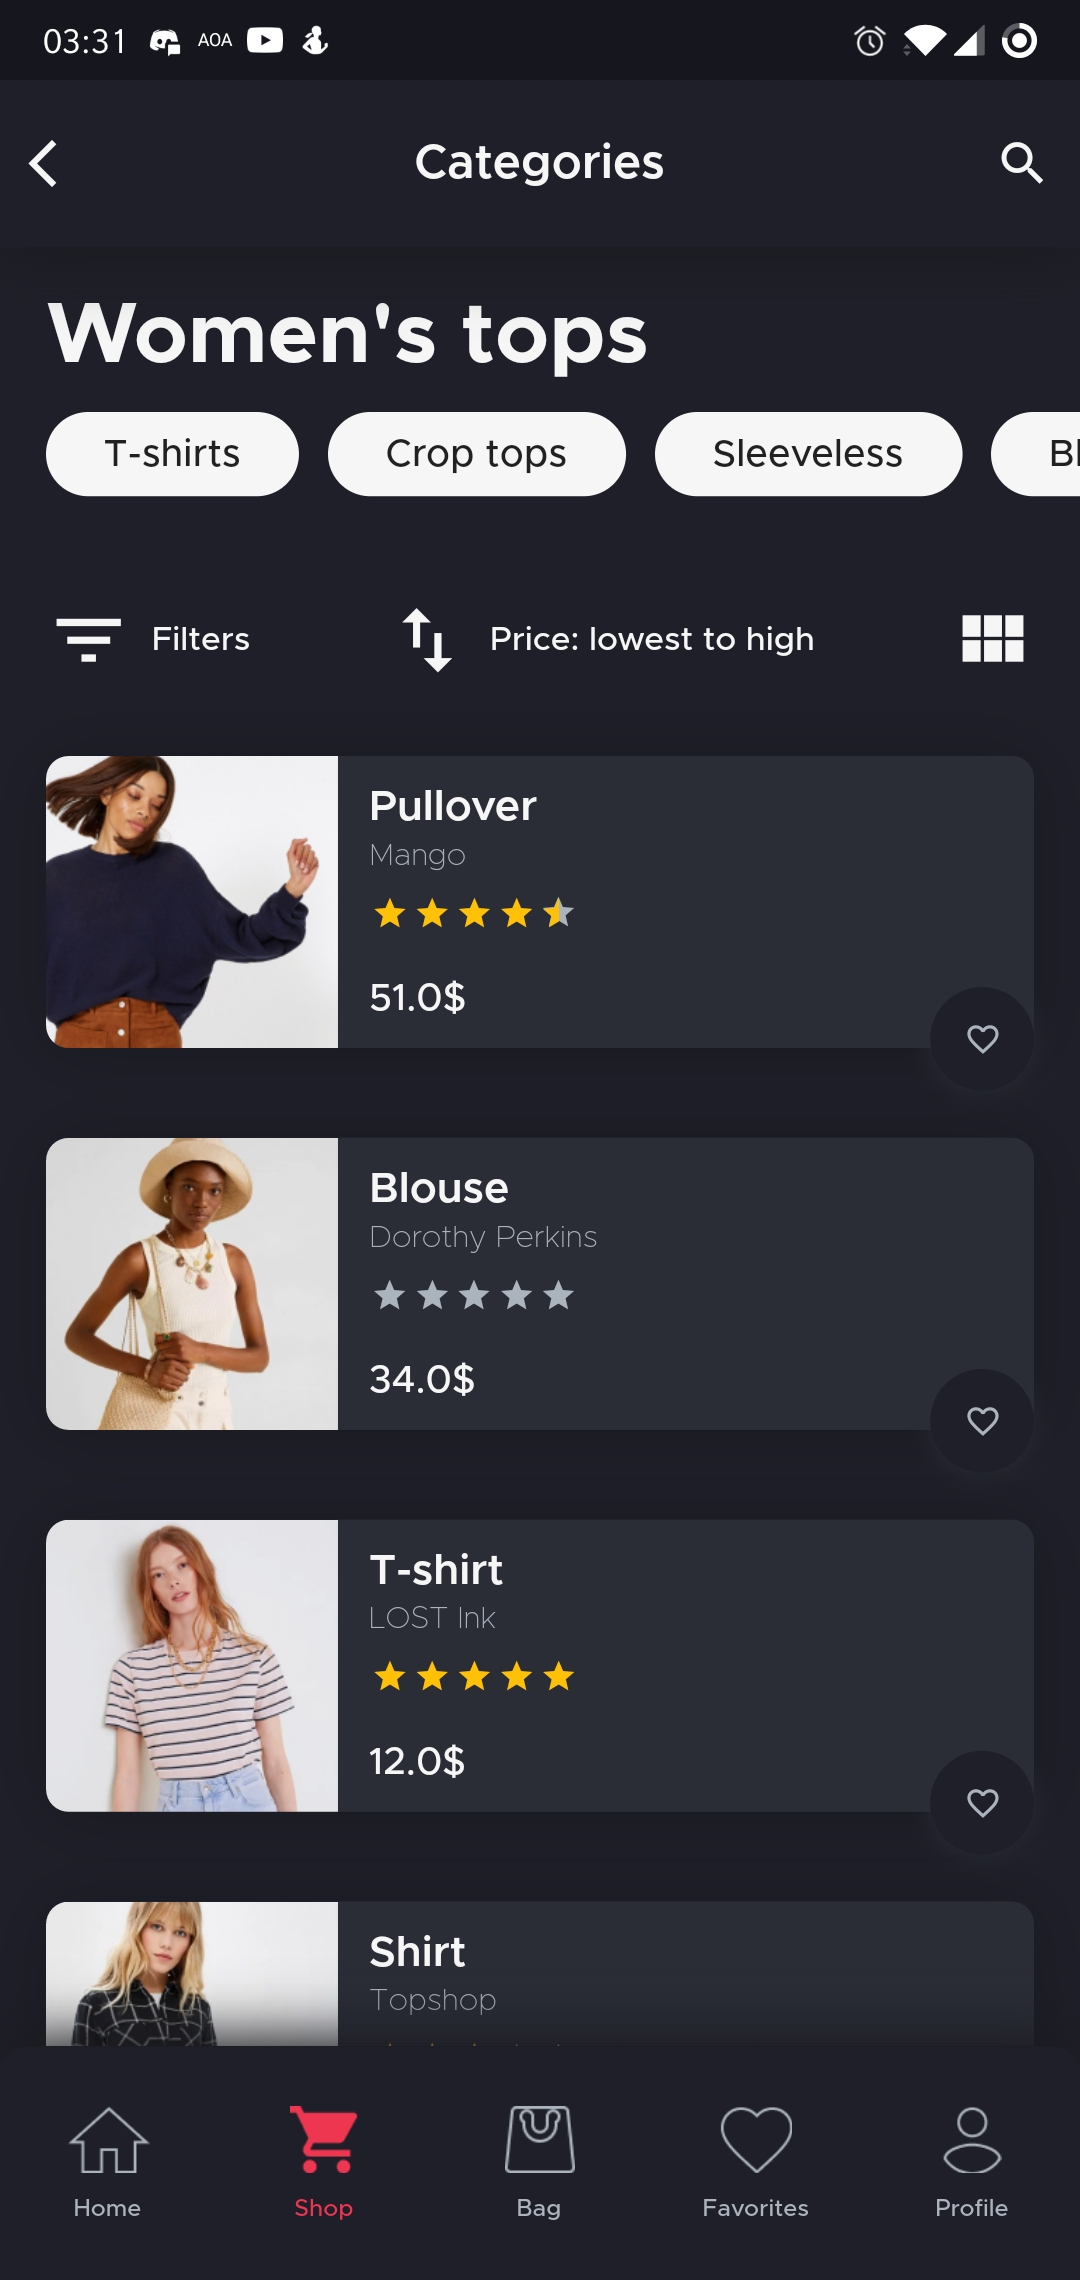 03:31 AOA
Categories
Women's tops
T-shirts Crop tops Sleeveless Bl
Filters Price: lowest to high
Pullover
Mango
51.0$
Blouse
Dorothy Perkins
34.0$
T-shirt
LOST Ink
12.0$
Shirt
Topshop
Home Shop Bag Favorites Profile